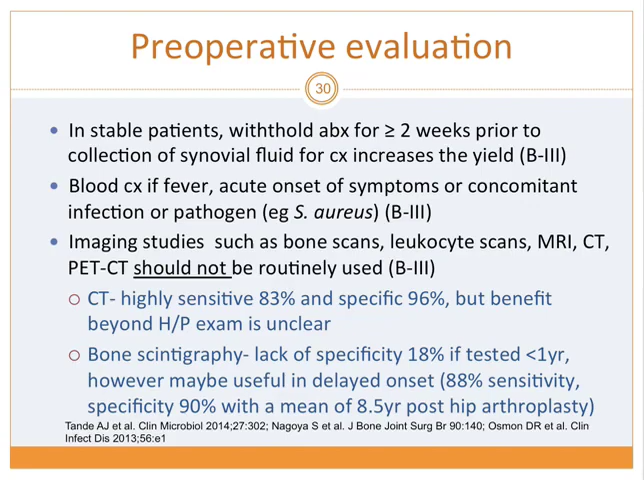 Preoperative evaluation
30
• In stable patients, withthold abx for ≥ 2 weeks prior to
collection of synovial fluid for cx increases the yield (B-III)
• Blood cx if fever, acute onset of symptoms or concomitant
infection or pathogen (eg S. aureus) (B-III)
• Imaging studies such as bone scans, leukocyte scans, MRI, CT,
PET-CT should not be routinely used (B-III)
○ CT- highly sensitive 83% and specific 96%, but benefit
beyond H/P exam is unclear
○ Bone scintigraphy- lack of specificity 18% if tested <1yr,
however maybe useful in delayed onset (88% sensitivity,
specificity 90% with a mean of 8.5yr post hip arthroplasty)
Tande AJ et al. Clin Microbiol 2014;27:302; Nagoya S et al. J Bone Joint Surg Br 90:140; Osmon DR et al. Clin
Infect Dis 2013;56:e1